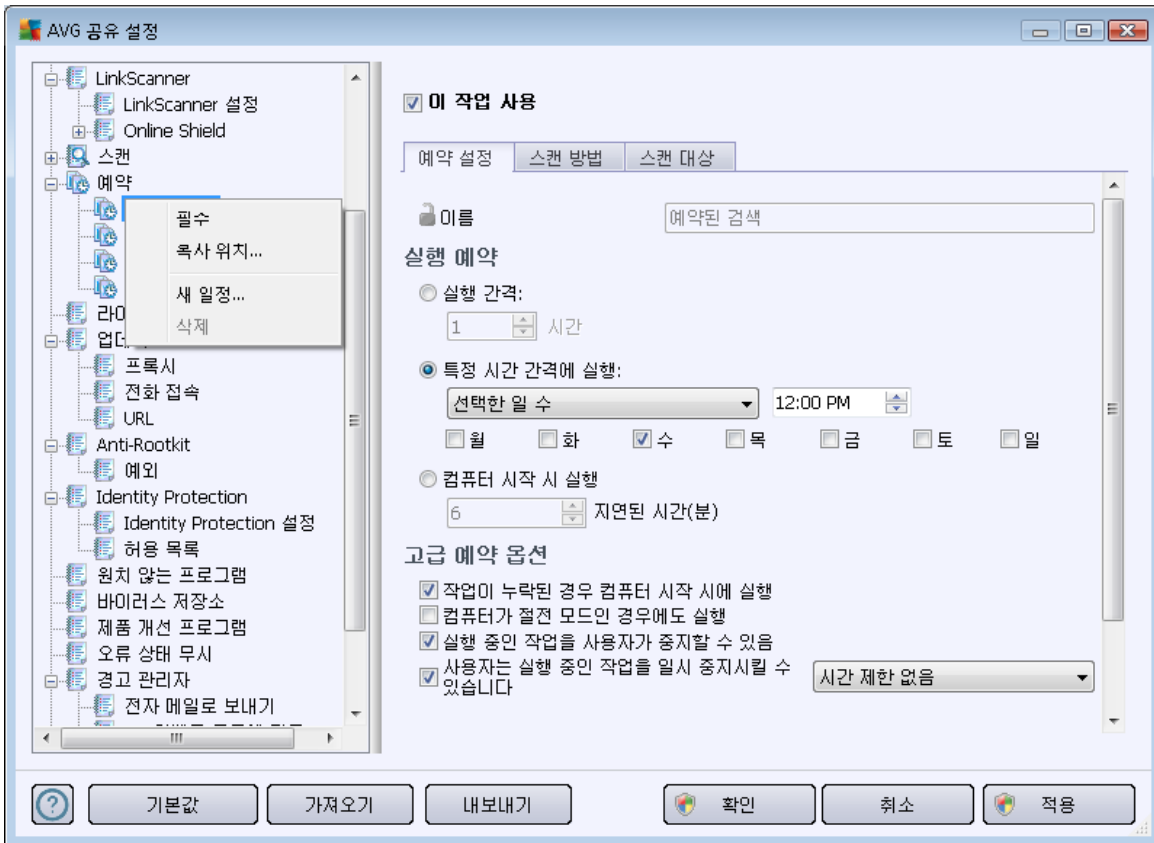 AVG 공유 설정
LinkScanner
LinkScanner 설정
Online Shield
스캔
예약
필수
복사 위치...
새 일정...
삭제
프록시
전화 접속
URL
Anti-Rootkit
예외
Identity Protection
Identity Protection 설정
허용 목록
원치 않는 프로그램
바이러스 저장소
제품 개선 프로그램
오류 상태 무시
경고 관리자
전자 메일로 보내기
이 작업 사용
예약 설정
스캔 방법
스캔 대상
이름
예약된 검색
실행 예약
실행 간격:
1 시간
특정 시간 간격에 실행:
선택한 일 수 12:00 PM
월 화 수 목 금 토 일
컴퓨터 시작 시 실행
6 지연된 시간(분)
고급 예약 옵션
작업이 누락된 경우 컴퓨터 시작 시에 실행
컴퓨터가 절전 모드인 경우에도 실행
실행 중인 작업을 사용자가 중지할 수 있음
사용자는 실행 중인 작업을 일시 중지시킬 수
있습니다
시간 제한 없음
기본값 가져오기 내보내기 확인 취소 적용